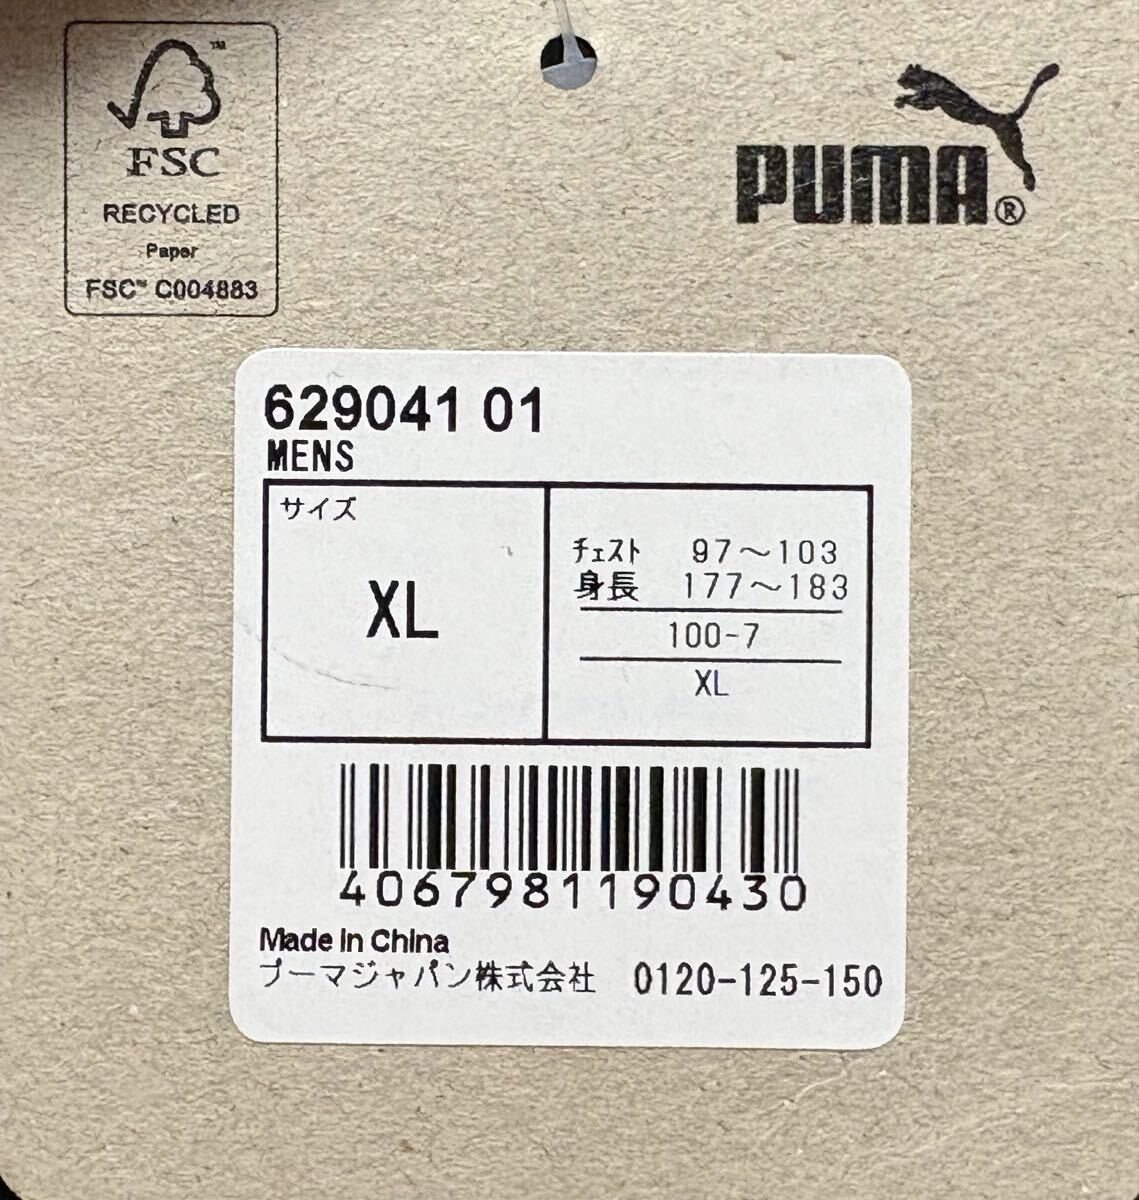 FSC™
RECYCLED
Paper
FSC™ C004883
PUMA®
629041 01
MENS
サイズ
XL
チェスト 97～103
身長 177～183
100-7
XL
4067981190430
Made in China
プーマジャパン株式会社 0120-125-150